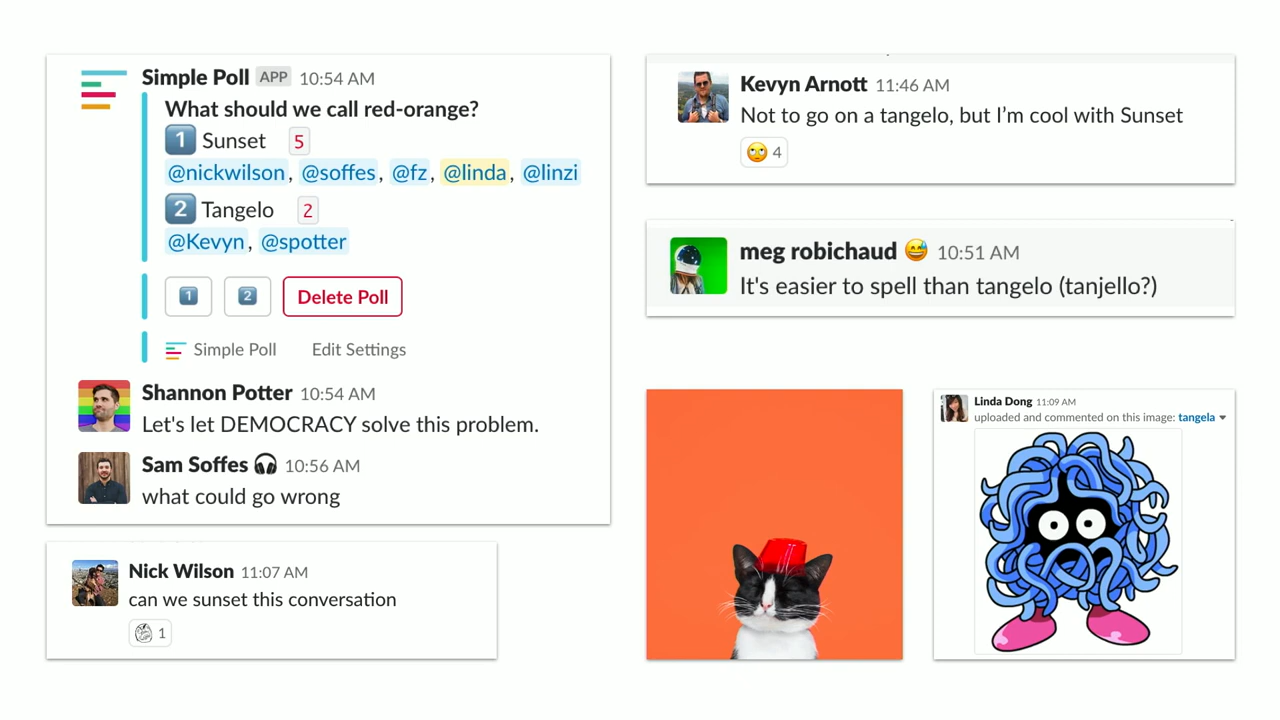 Simple Poll APP 10:54 AM
What should we call red-orange?
1 Sunset 5
@nickwilson, @soffes, @fz, @linda, @linzi
2 Tangelo 2
@Kevyn, @spotter
1 2 Delete Poll
Simple Poll Edit Settings
Shannon Potter 10:54 AM
Let's let DEMOCRACY solve this problem.
Sam Soffes 10:56 AM
what could go wrong
Nick Wilson 11:07 AM
can we sunset this conversation
1
Kevyn Arnott 11:46 AM
Not to go on a tangelo, but I'm cool with Sunset
4
meg robichaud 10:51 AM
It's easier to spell than tangelo (tanjello?)
Linda Dong 11:09 AM
uploaded and commented on this image: tangela